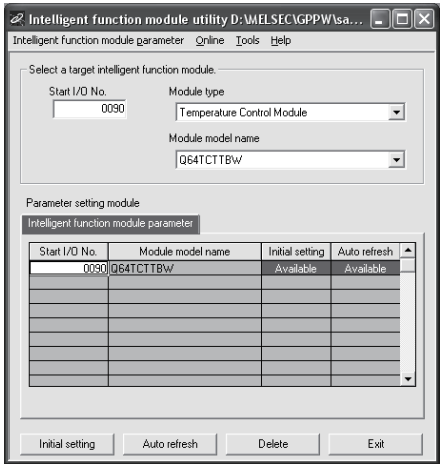 Intelligent function module utility D:\MELSEC\GPPW\sa...
Intelligent function module parameter Online Tools Help
Select a target intelligent function module.
Start I/O No. Module type
0090 Temperature Control Module
Module model name
Q64TCTTBW
Parameter setting module
Intelligent function module parameter
Start I/O No. Module model name Initial setting Auto refresh
0090 Q64TCTTBW Available Available
Initial setting Auto refresh Delete Exit